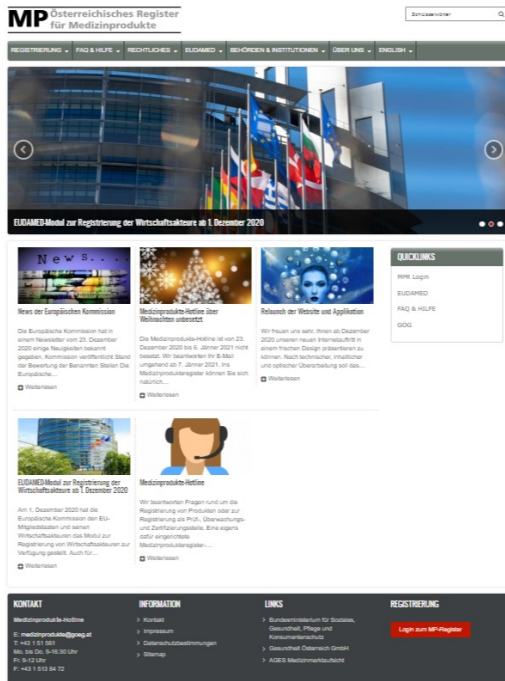 MP Österreichisches Register
für Medizinprodukte
Schlüsselwörter
REGISTRIERUNG
FAQ & HILFE
RECHTLICHES
EUDAMED
BEHÖRDEN & INSTITUTIONEN
ÜBER UNS
ENGLISH
EUDAMED-Modul zur Registrierung der Wirtschaftsakteure ab 1. Dezember 2020
News...
News der Europäischen Kommission
Die Europäische Kommission hat in
einem Newsletter vom 23. Dezember
2020 einige Neuigkeiten bekannt
gegeben. Kommission veröffentlicht Stand
der Bewertung der Benannten Stellen Die
Europäische...
Weiterlesen
Medizinprodukte-Hotline über
Weihnachten unbesetzt
Die Medizinprodukte-Hotline ist von 23.
Dezember 2020 bis 6. Jänner 2021 nicht
besetzt. Wir beantworten Ihr E-Mail
umgehend ab 7. Jänner 2021. Ins
Medizinprodukteregister können Sie sich
natürlich...
Weiterlesen
Relaunch der Website und Applikation
Wir freuen uns sehr, Ihnen ab Dezember
2020 unseren neuen Internetauftritt in
einem frischen Design präsentieren zu
können. Nach technischer, inhaltlicher
und optischer Überarbeitung soll das...
Weiterlesen
QUICKLINKS
MPR Login
EUDAMED
FAQ & HILFE
GÖG
EUDAMED-Modul zur Registrierung der
Wirtschaftsakteure ab 1. Dezember 2020
Am 1. Dezember 2020 hat die
Europäische Kommission den EU-
Mitgliedstaaten und seinen
Wirtschaftsakteuren das Modul zur
Registrierung von Wirtschaftsakteuren zur
Verfügung gestellt. Auch für...
Weiterlesen
Medizinprodukte-Hotline
Wir beantworten Fragen rund um die
Registrierung von Produkten oder zur
Registrierung als Prüf-, Überwachungs-
und Zertifizierungsstelle. Eine eigens
dafür eingerichtete
Medizinprodukteregister-...
Weiterlesen
KONTAKT
Medizinprodukte-Hotline
E: medizinprodukte@goeg.at
T: +43 1 51 561
Mo. bis Do. 9-16:30 Uhr
Fr. 9-12 Uhr
F: +43 1 513 84 72
INFORMATION
Kontakt
Impressum
Datenschutzbestimmungen
Sitemap
LINKS
Bundesministerium für Soziales,
Gesundheit, Pflege und
Konsumentenschutz
Gesundheit Österreich GmbH
AGES Medizinmarktaufsicht
REGISTRIERUNG
Login zum MP-Register